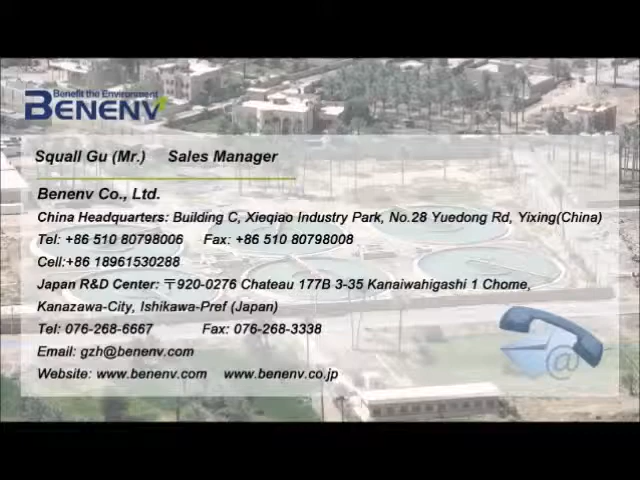 Benefit the Environment
BENENV
Squall Gu (Mr.) Sales Manager
Benenv Co., Ltd.
China Headquarters: Building C, Xieqiao Industry Park, No.28 Yuedong Rd, Yixing(China)
Tel: +86 510 80798006 Fax: +86 510 80798008
Cell:+86 18961530288
Japan R&D Center: 〒920-0276 Chateau 177B 3-35 Kanaiwahigashi 1 Chome,
Kanazawa-City, Ishikawa-Pref (Japan)
Tel: 076-268-6667 Fax: 076-268-3338
Email: gzh@benenv.com
Website: www.benenv.com www.benenv.co.jp
@